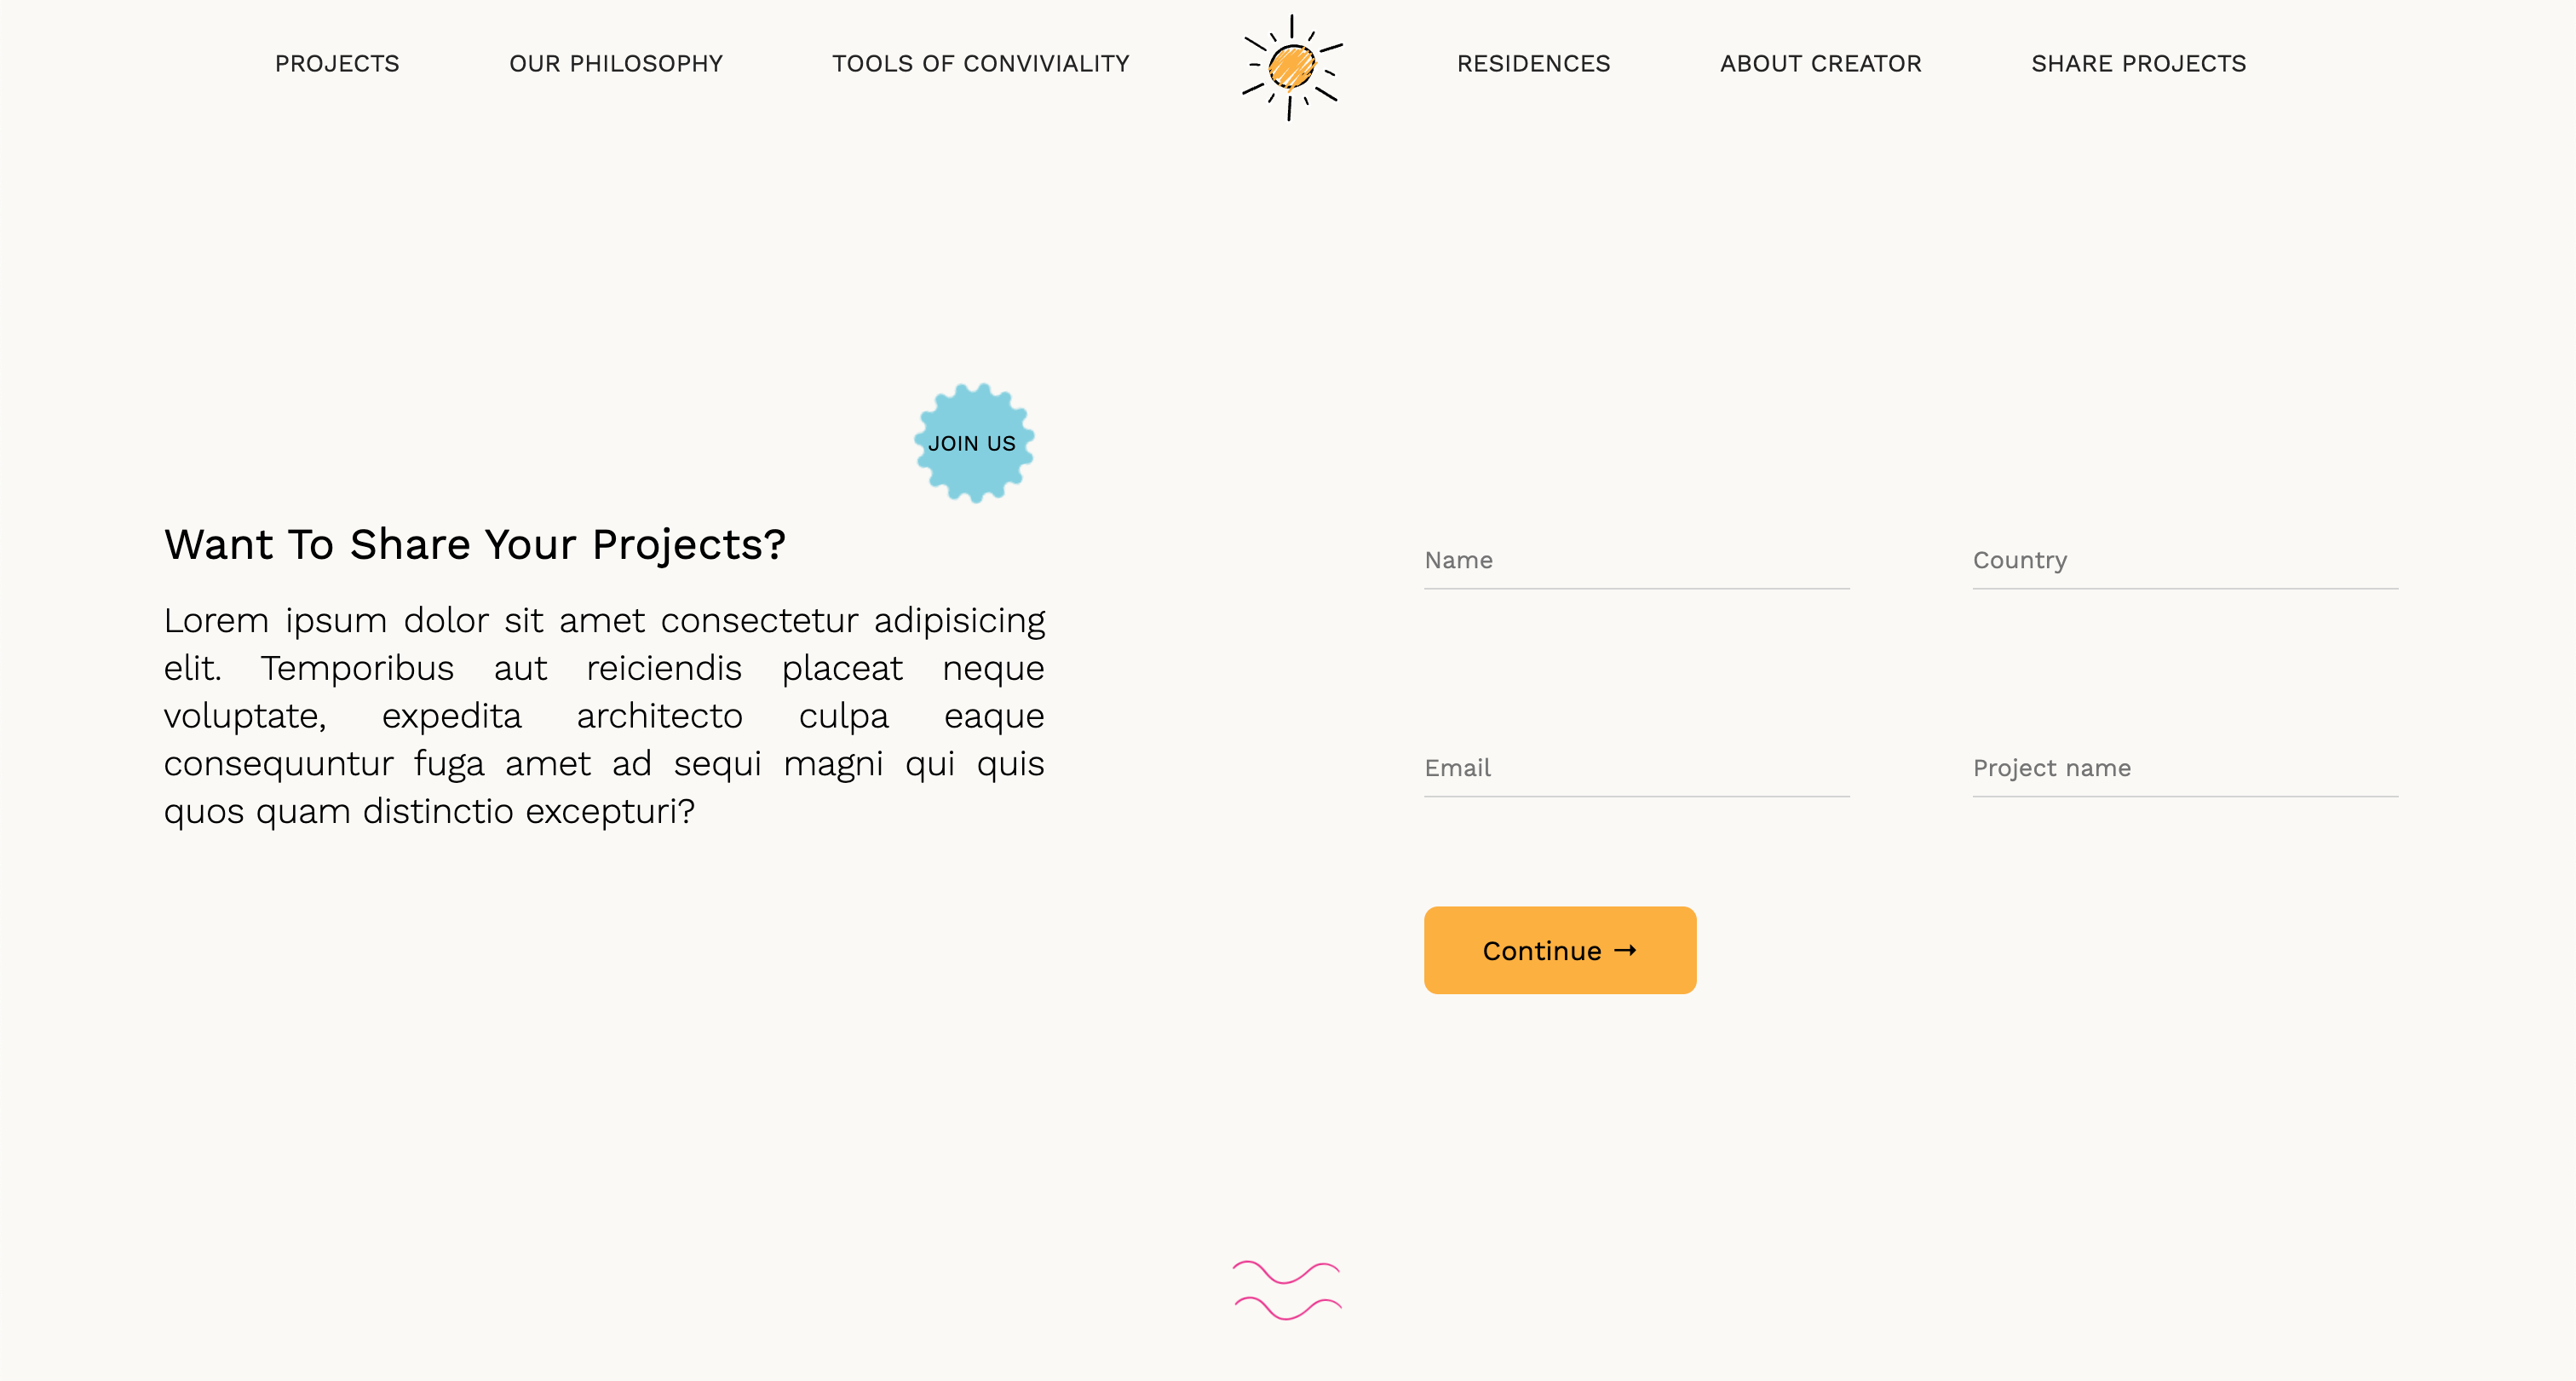 PROJECTS
OUR PHILOSOPHY
TOOLS OF CONVIVIALITY
RESIDENCES
ABOUT CREATOR
SHARE PROJECTS
JOIN US
Want To Share Your Projects?
Lorem ipsum dolor sit amet consectetur adipisicing
elit. Temporibus aut reiciendis placeat neque
voluptate, expedita architecto culpa eaque
consequuntur fuga amet ad sequi magni qui quis
quos quam distinctio excepturi?
Name
Country
Email
Project name
Continue →